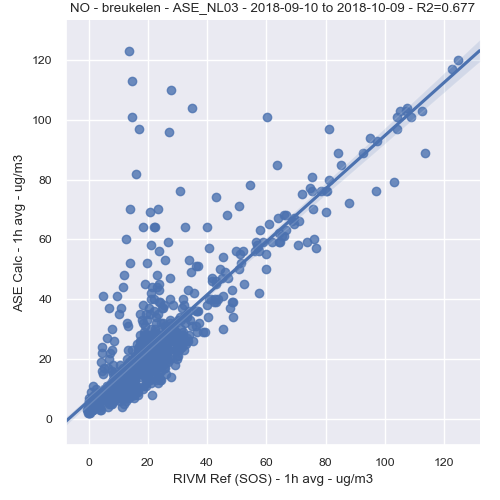 NO - breukelen - ASE_NL03 - 2018-09-10 to 2018-10-09 - R2=0.677
120
100
80
60
40
20
0
ASE Calc - 1h avg - ug/m3
0 20 40 60 80 100 120
RIVM Ref (SOS) - 1h avg - ug/m3